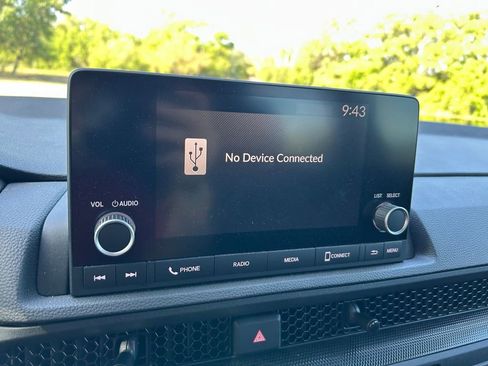 9:43
No Device Connected
VOL AUDIO
LIST SELECT
PHONE RADIO MEDIA CONNECT MENU